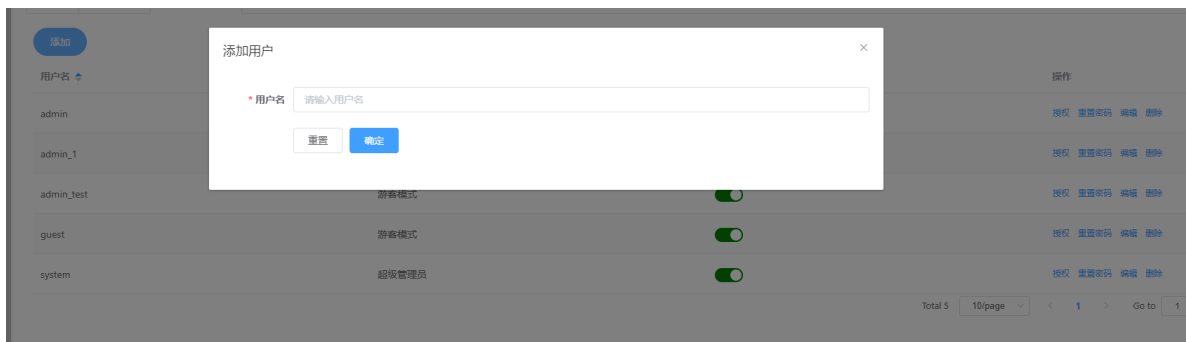 添加
添加用户
×
用户名
操作
* 用户名 请输入用户名
重置 确定
admin 授权 重置密码 编辑 删除
admin_1 授权 重置密码 编辑 删除
admin_test 游客模式 授权 重置密码 编辑 删除
guest 游客模式 授权 重置密码 编辑 删除
system 超级管理员 授权 重置密码 编辑 删除
Total 5 10/page < 1 > Go to 1